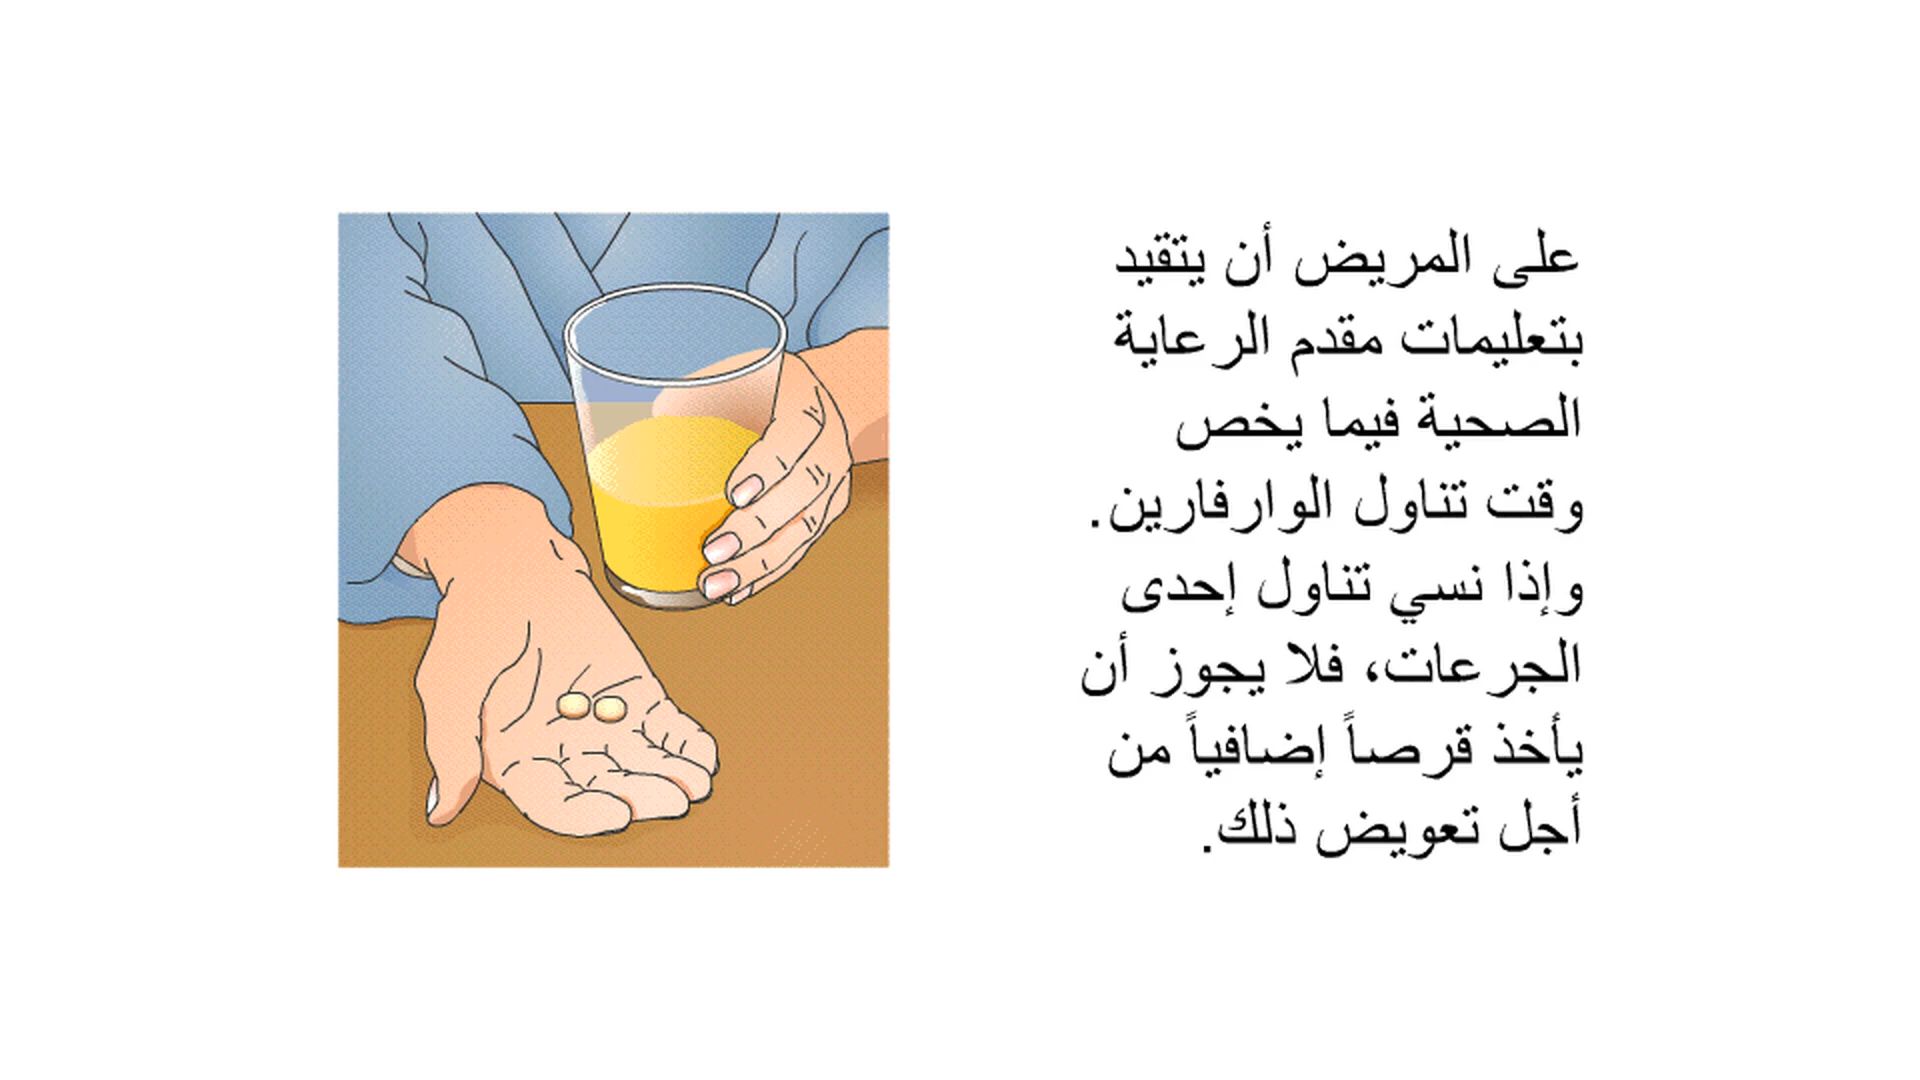 على المريض أن يتقيد
بتعليمات مقدم الرعاية
الصحية فيما يخص
وقت تناول الوارفارين.
وإذا نسي تناول إحدى
الجرعات، فلا يجوز أن
يأخذ قرصاً إضافياً من
أجل تعويض ذلك.